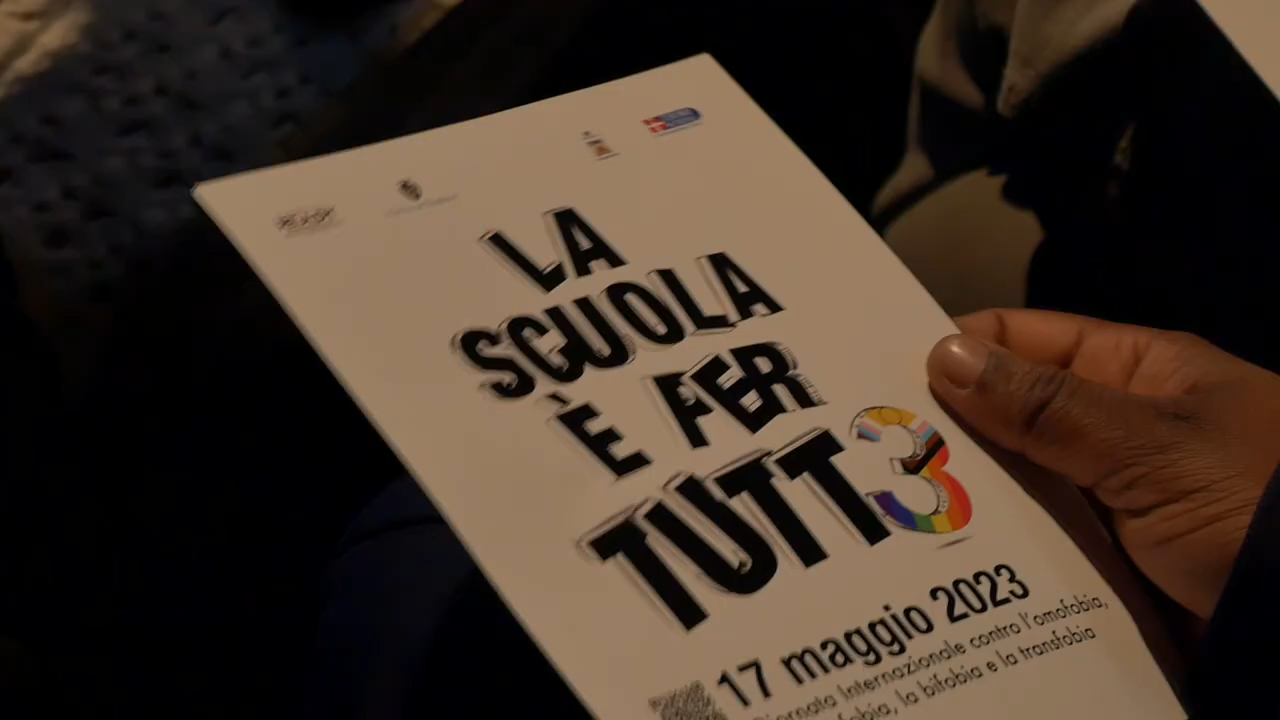 LA
SCUOLA
È PER
TUTT3
17 maggio 2023
Giornata Internazionale contro l'omofobia,
la bifobia e la transfobia